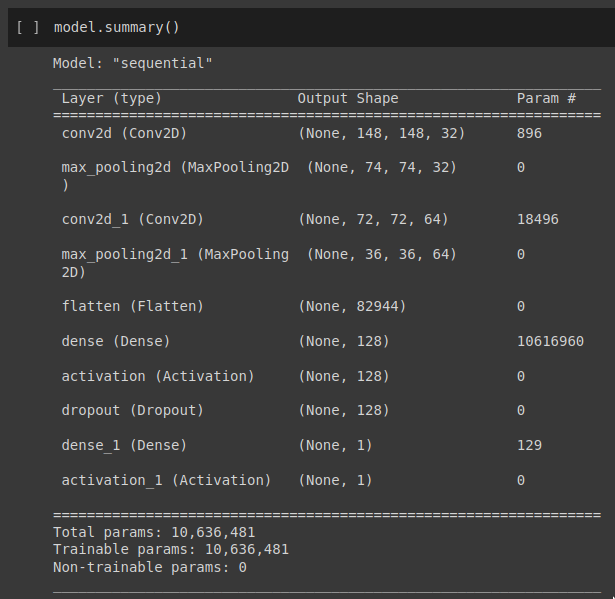 [ ] model.summary()
Model: "sequential"
_________________________________________________________________
Layer (type) Output Shape Param #
=================================================================
conv2d (Conv2D) (None, 148, 148, 32) 896
max_pooling2d (MaxPooling2D (None, 74, 74, 32) 0
)
conv2d_1 (Conv2D) (None, 72, 72, 64) 18496
max_pooling2d_1 (MaxPooling (None, 36, 36, 64) 0
2D)
flatten (Flatten) (None, 82944) 0
dense (Dense) (None, 128) 10616960
activation (Activation) (None, 128) 0
dropout (Dropout) (None, 128) 0
dense_1 (Dense) (None, 1) 129
activation_1 (Activation) (None, 1) 0
=================================================================
Total params: 10,636,481
Trainable params: 10,636,481
Non-trainable params: 0
_________________________________________________________________